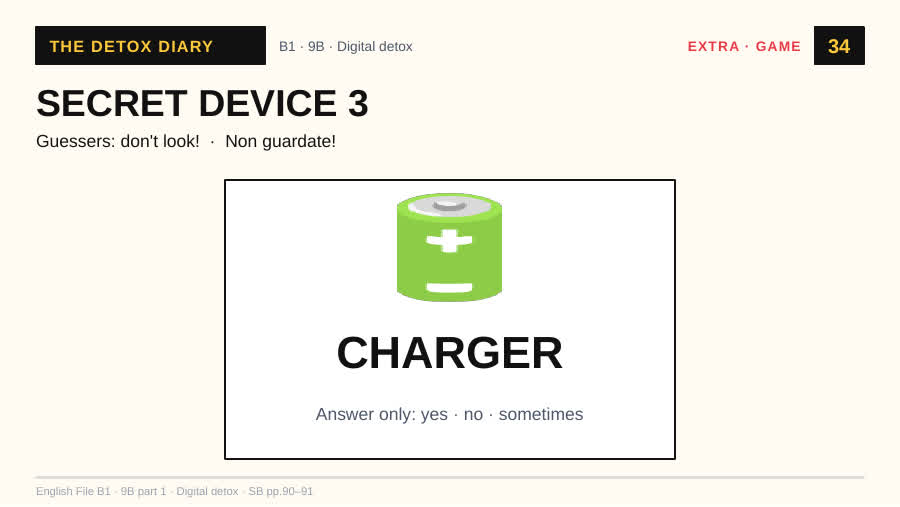 THE DETOX DIARY
B1 · 9B · Digital detox
EXTRA · GAME
34
SECRET DEVICE 3
Guessers: don't look! · Non guardate!
CHARGER
Answer only: yes · no · sometimes
English File B1 · 9B part 1 · Digital detox · SB pp.90–91